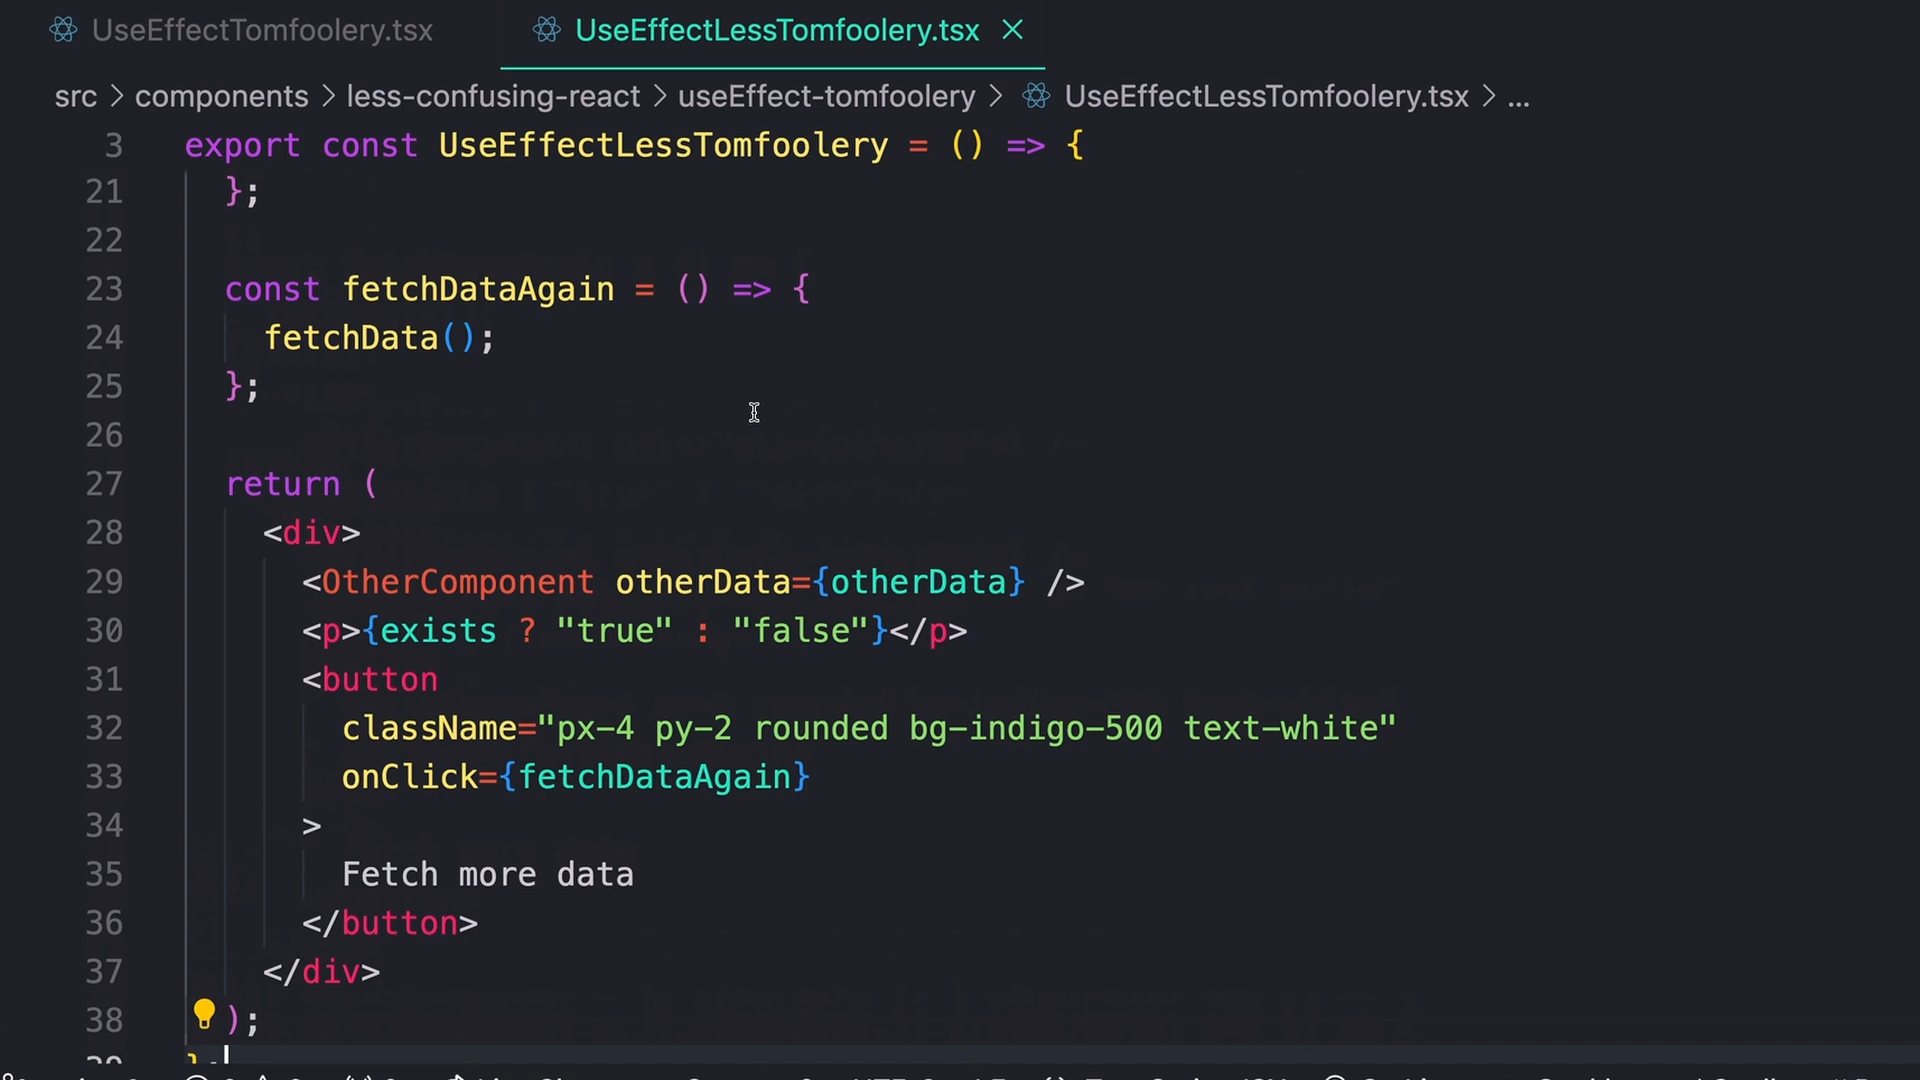 UseEffectTomfoolery.tsx UseEffectLessTomfoolery.tsx
src > components > less-confusing-react > useEffect-tomfoolery > UseEffectLessTomfoolery.tsx > ...
3 export const UseEffectLessTomfoolery = () => {
21 };
22
23 const fetchDataAgain = () => {
24 fetchData();
25 };
26
27 return (
28 <div>
29 <OtherComponent otherData={otherData} />
30 <p>{exists ? "true" : "false"}</p>
31 <button
32 className="px-4 py-2 rounded bg-indigo-500 text-white"
33 onClick={fetchDataAgain}
34 >
35 Fetch more data
36 </button>
37 </div>
38 );